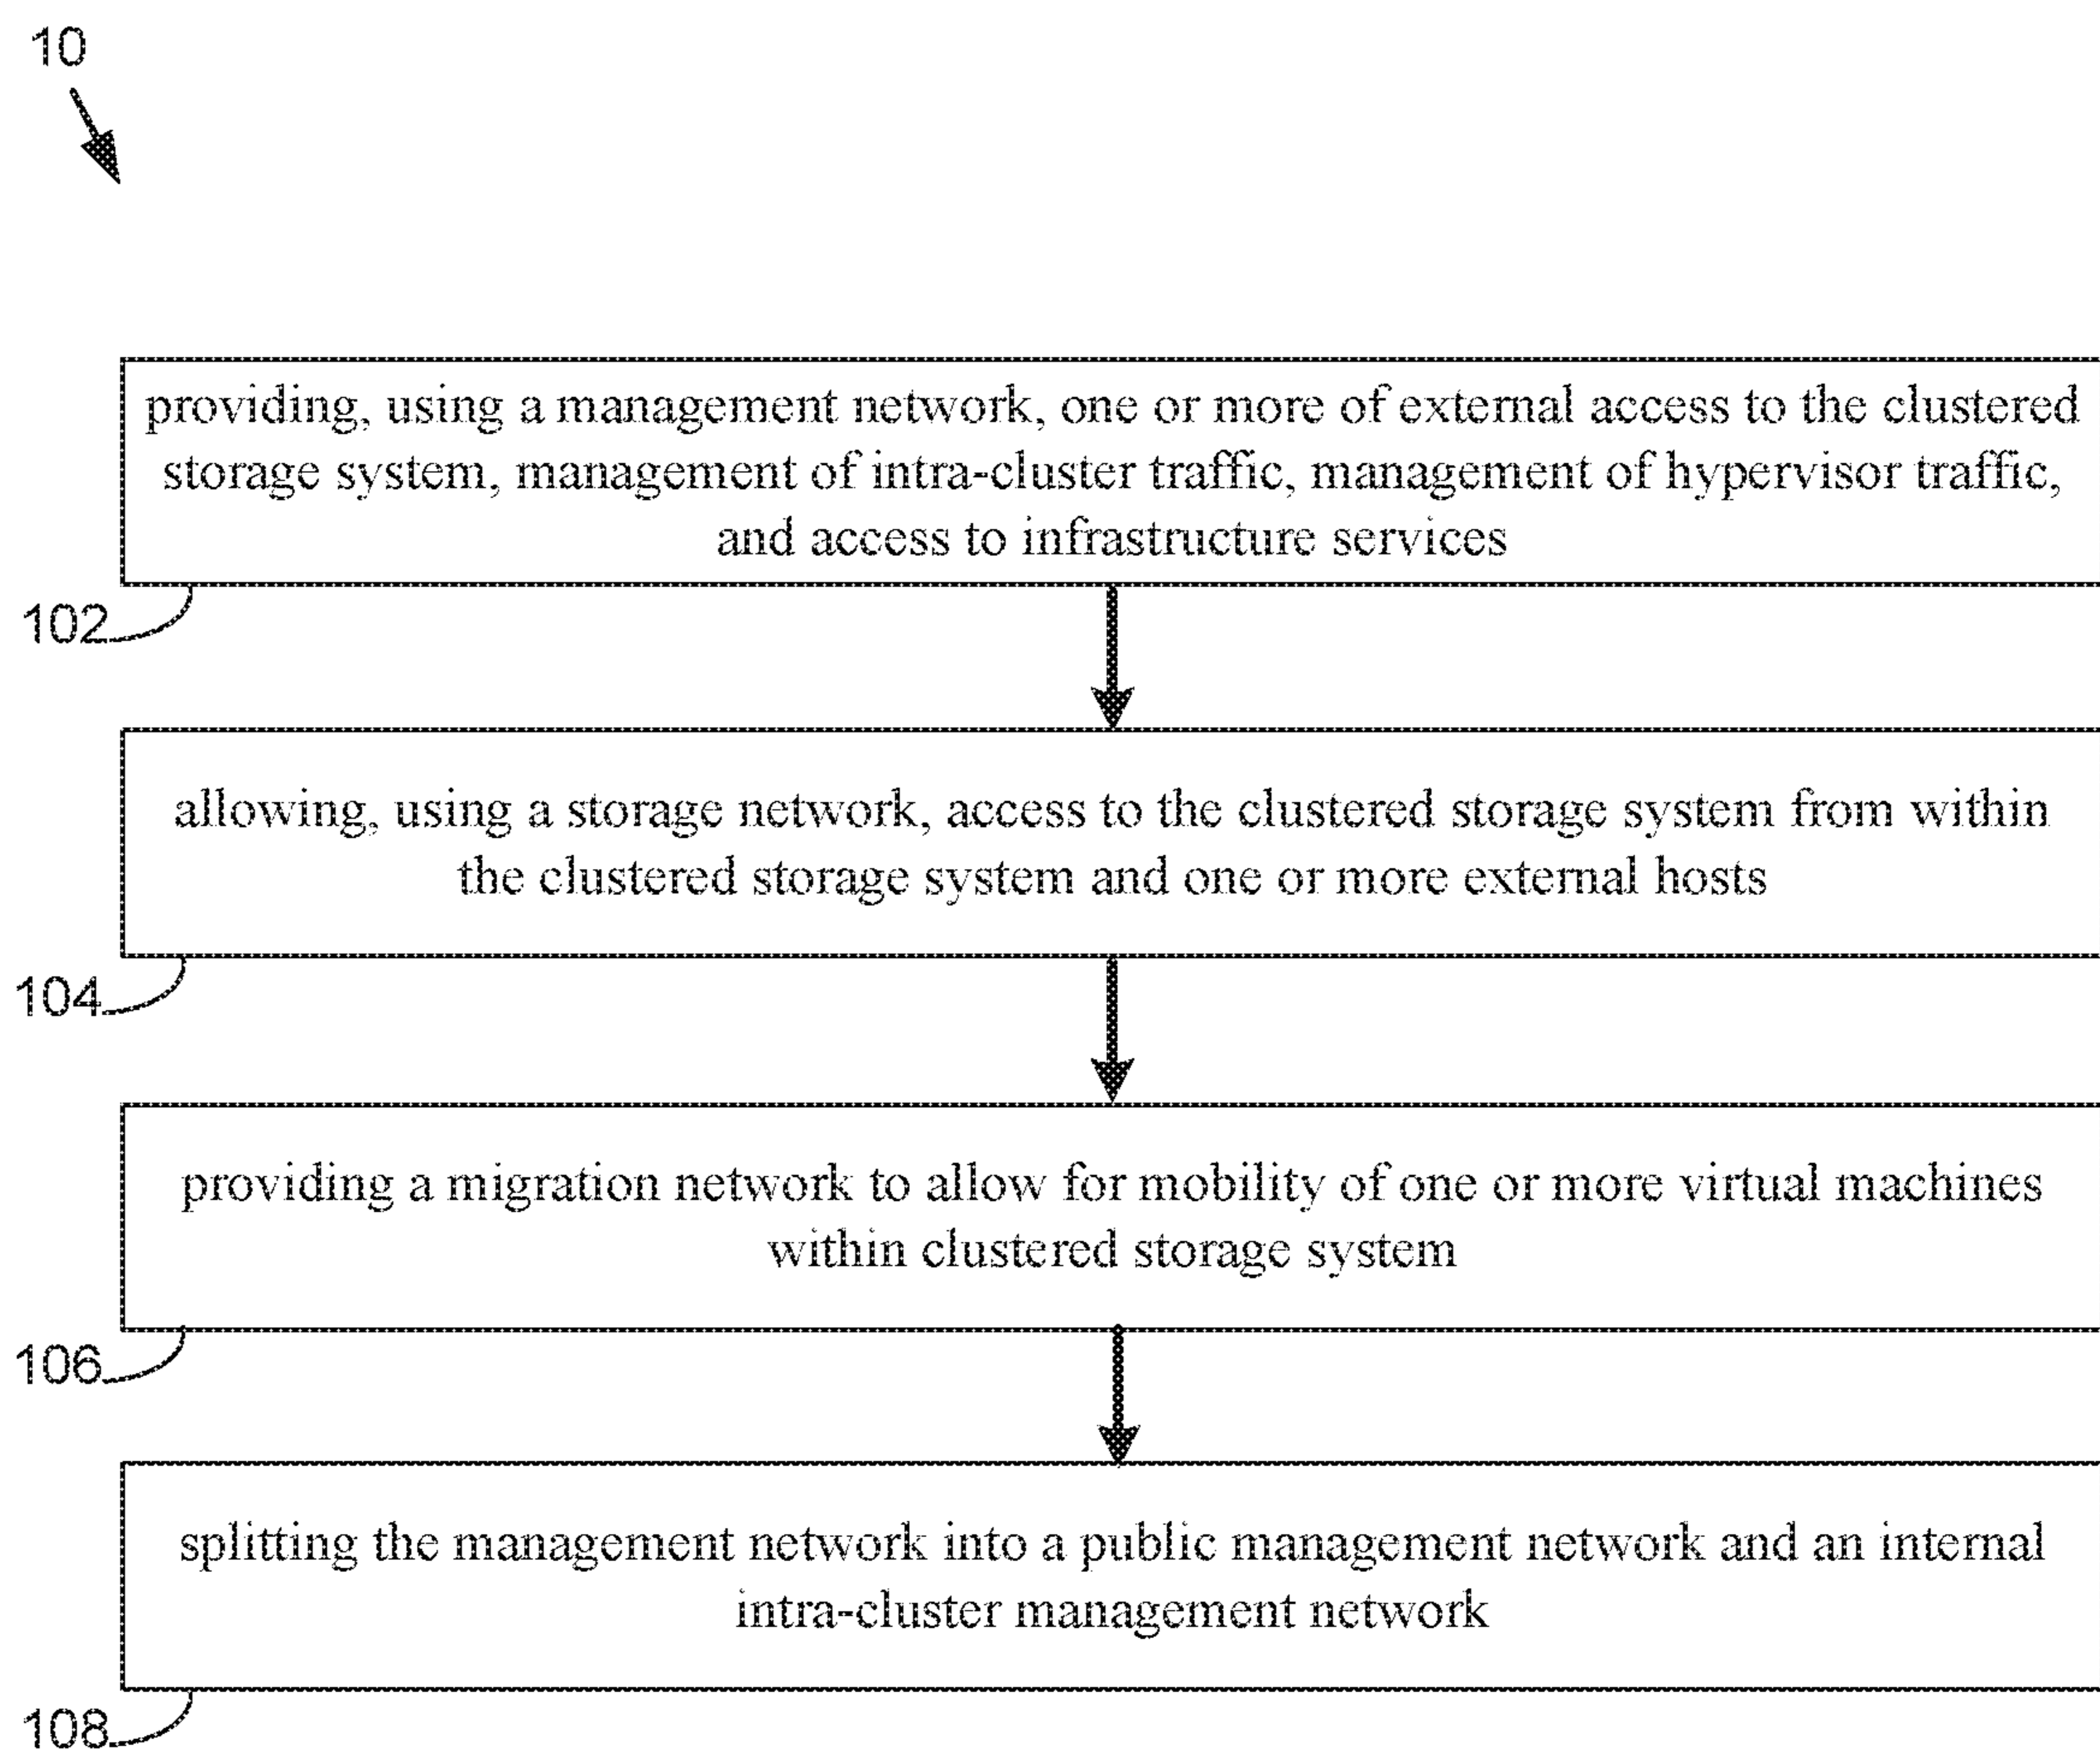 10
providing, using a management network, one or more of external access to the clustered
storage system, management of intra-cluster traffic, management of hypervisor traffic,
and access to infrastructure services
102
allowing, using a storage network, access to the clustered storage system from within
the clustered storage system and one or more external hosts
104
providing a migration network to allow for mobility of one or more virtual machines
within clustered storage system
106
splitting the management network into a public management network and an internal
intra-cluster management network
108